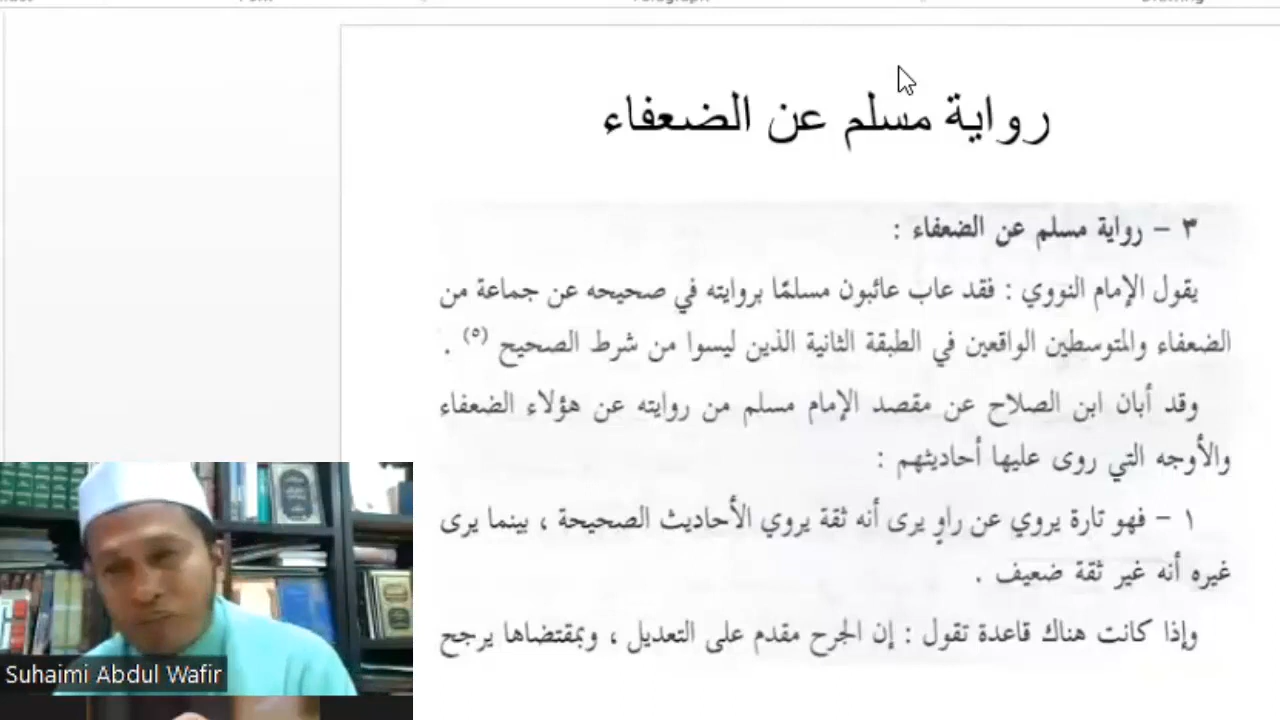 رواية مسلم عن الضعفاء
٣ – رواية مسلم عن الضعفاء :
يقول الإمام النووي : فقد عاب عائبون مسلمًا بروايته في صحيحه عن جماعة من
الضعفاء والمتوسطين الواقعين في الطبقة الثانية الذين ليسوا من شرط الصحيح (٥) .
وقد أبان ابن الصلاح عن مقصد الإمام مسلم من روايته عن هؤلاء الضعفاء
والأوجه التي روى عليها أحاديثهم :
١ – فهو تارة يروي عن راوٍ يرى أنه ثقة يروي الأحاديث الصحيحة ، بينما يرى
غيره أنه غير ثقة ضعيف .
وإذا كانت هناك قاعدة تقول : إن الجرح مقدم على التعديل ، وبمقتضاها يرجح
Suhaimi Abdul Wafir